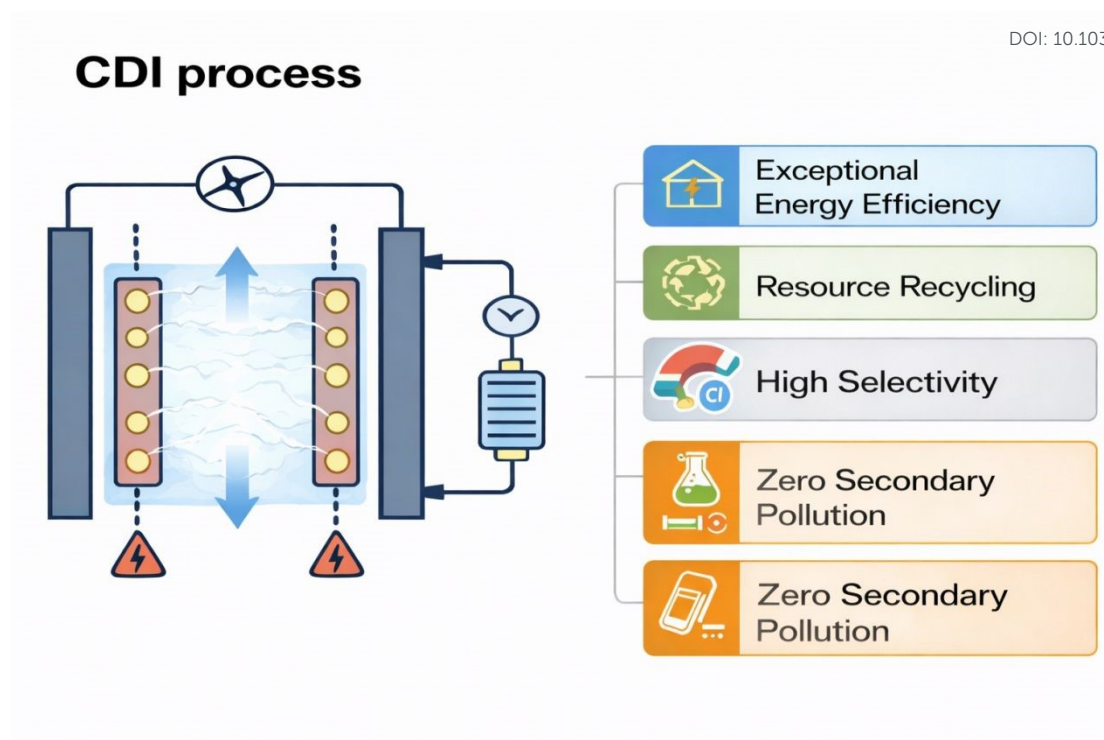 DOI: 10.103
CDI process
Exceptional
Energy Efficiency
Resource Recycling
High Selectivity
Cl
Zero Secondary
Pollution
Zero Secondary
Pollution